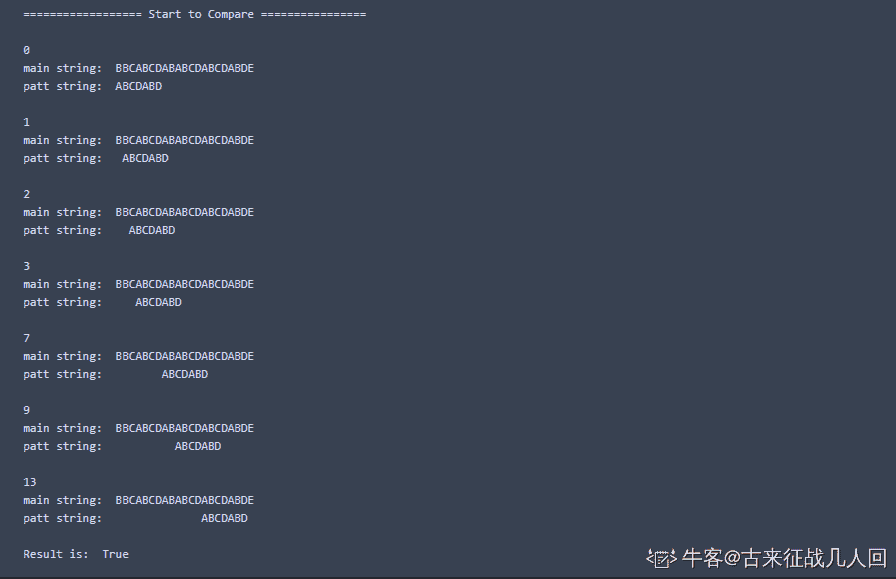 ================== Start to Compare ================
0
main string:  BBCABCDABABCDABCDABDE
patt string:  ABCDABD
1
main string:  BBCABCDABABCDABCDABDE
patt string:   ABCDABD
2
main string:  BBCABCDABABCDABCDABDE
patt string:    ABCDABD
3
main string:  BBCABCDABABCDABCDABDE
patt string:     ABCDABD
7
main string:  BBCABCDABABCDABCDABDE
patt string:         ABCDABD
9
main string:  BBCABCDABABCDABCDABDE
patt string:           ABCDABD
13
main string:  BBCABCDABABCDABCDABDE
patt string:               ABCDABD
Result is:  True
牛客@古来征战几人回